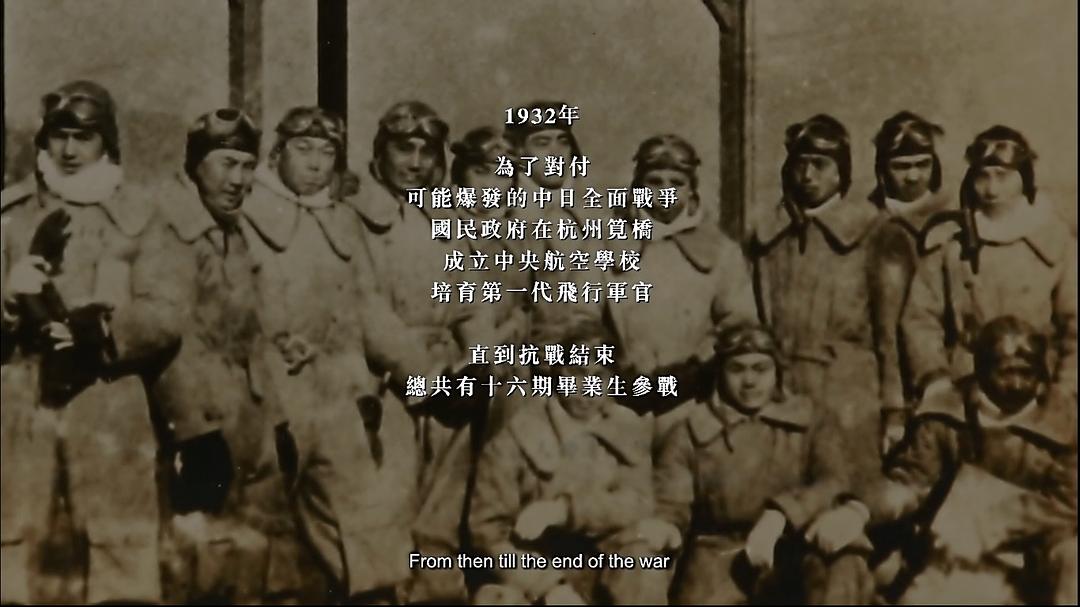 1932年
為了對付
可能爆發的中日全面戰爭
國民政府在杭州筧橋
成立中央航空學校
培育第一代飛行軍官
直到抗戰結束
總共有十六期畢業生參戰
From then till the end of the war